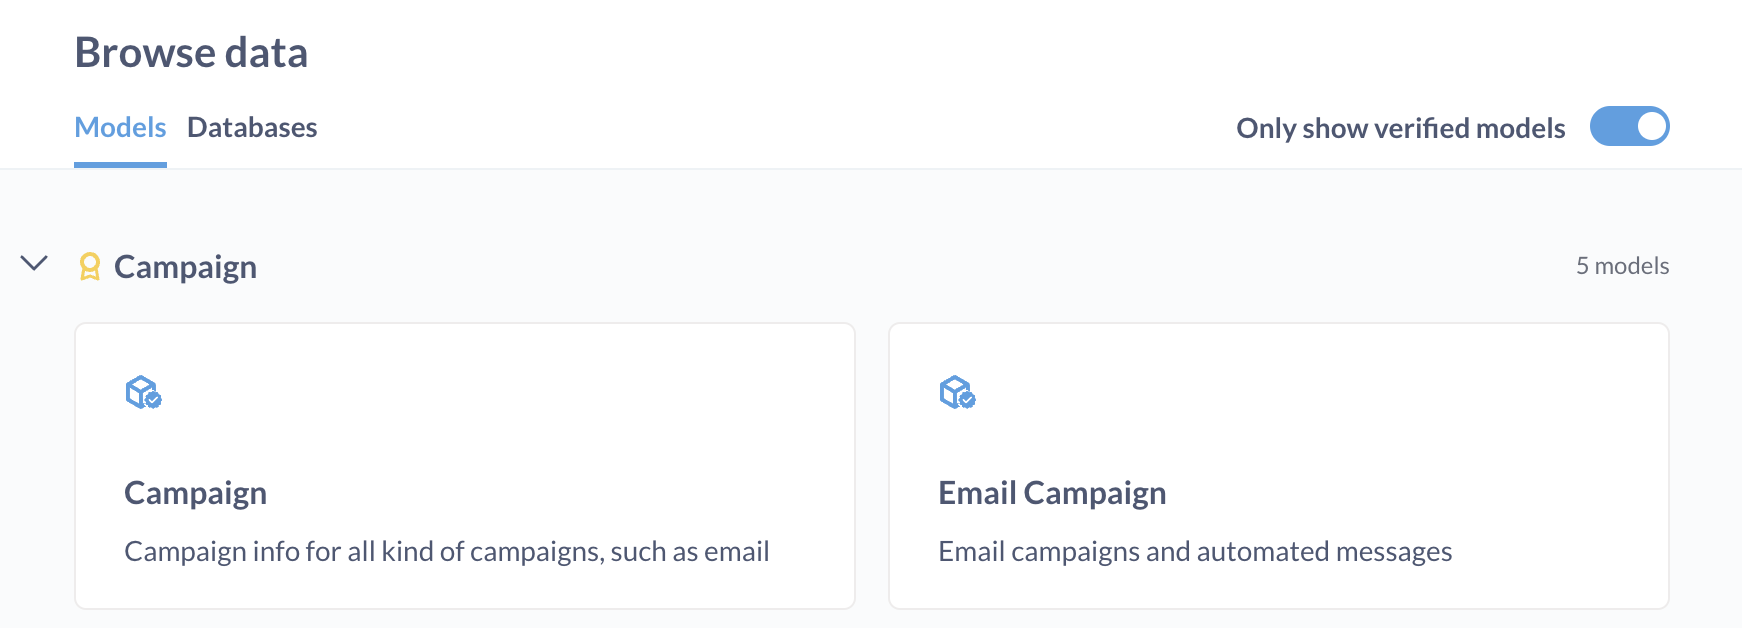 Browse data
Models Databases Only show verified models
Campaign 5 models
Campaign Email Campaign
Campaign info for all kind of campaigns, such as email Email campaigns and automated messages